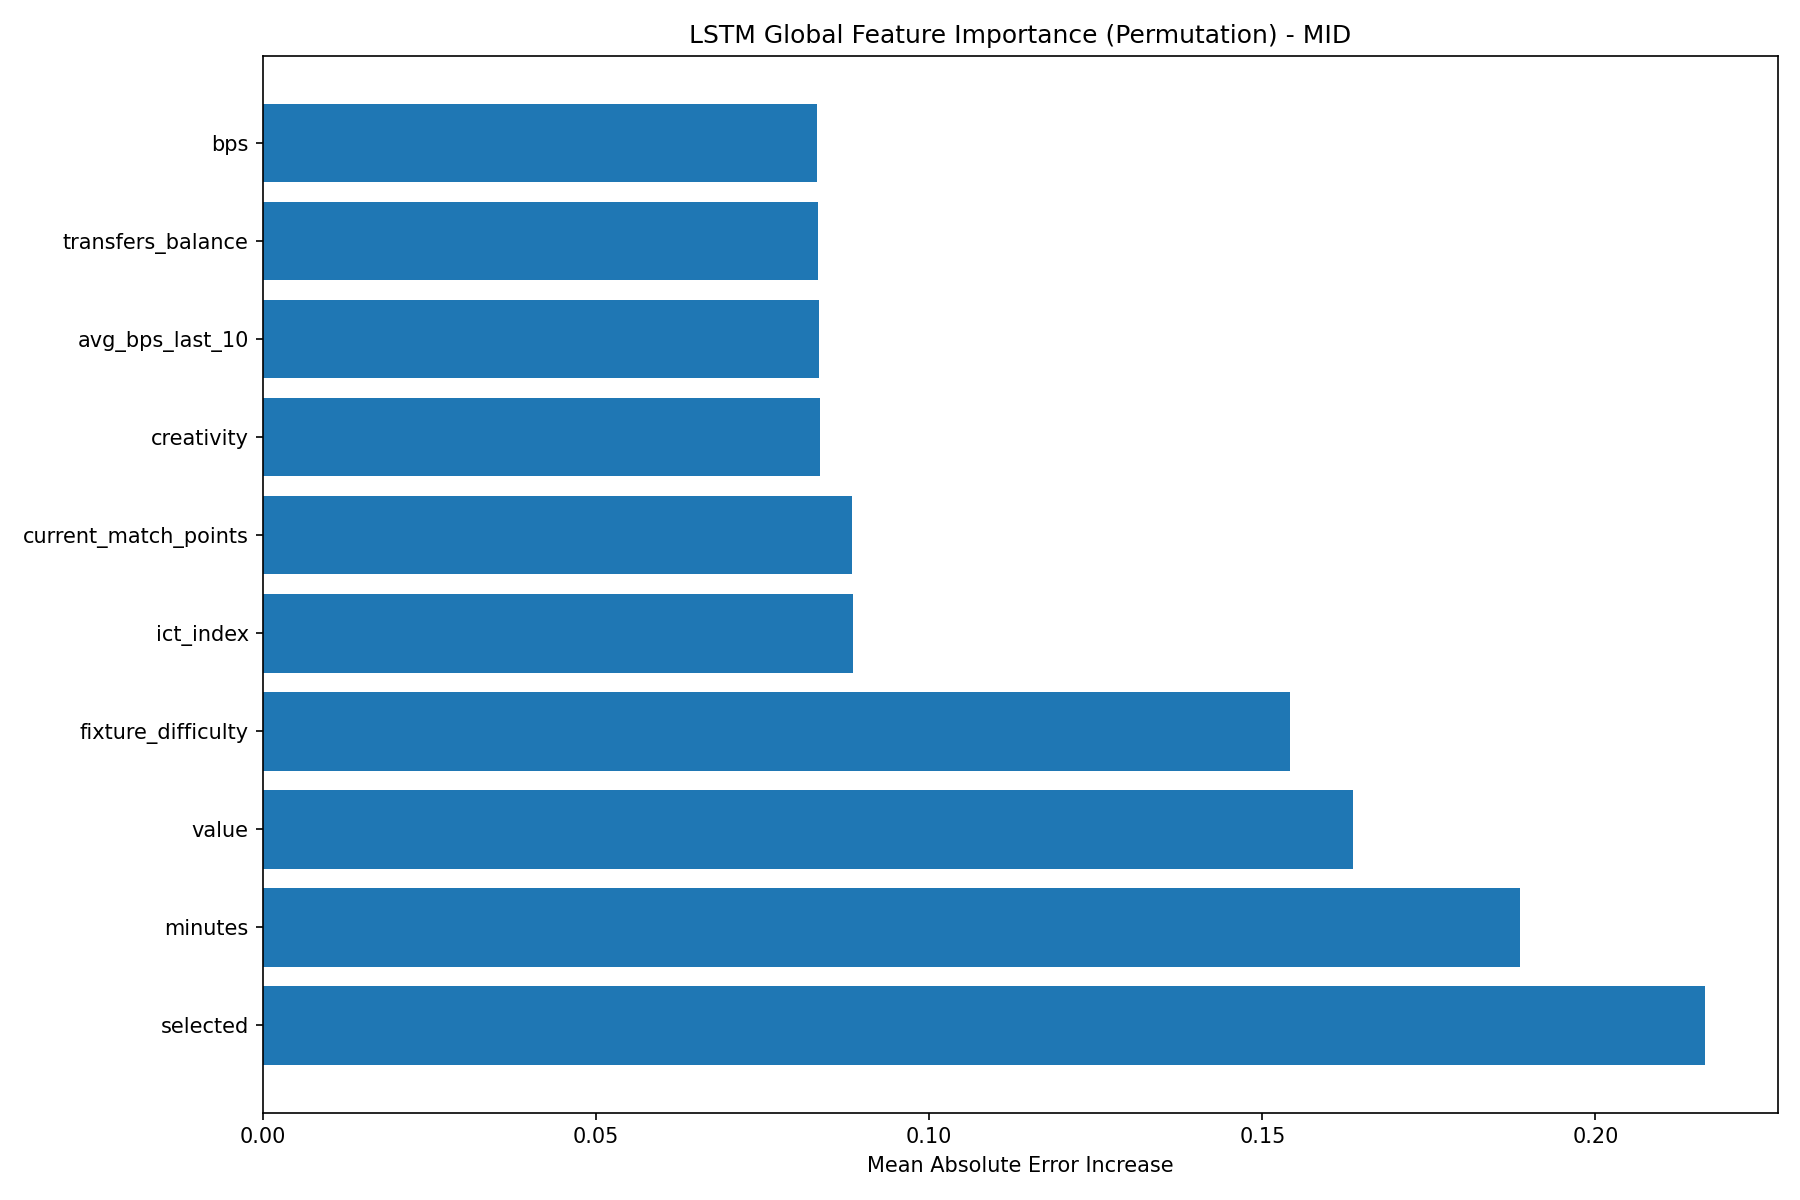 LSTM Global Feature Importance (Permutation) - MID
bps
transfers_balance
avg_bps_last_10
creativity
current_match_points
ict_index
fixture_difficulty
value
minutes
selected
0.00 0.05 0.10 0.15 0.20
Mean Absolute Error Increase